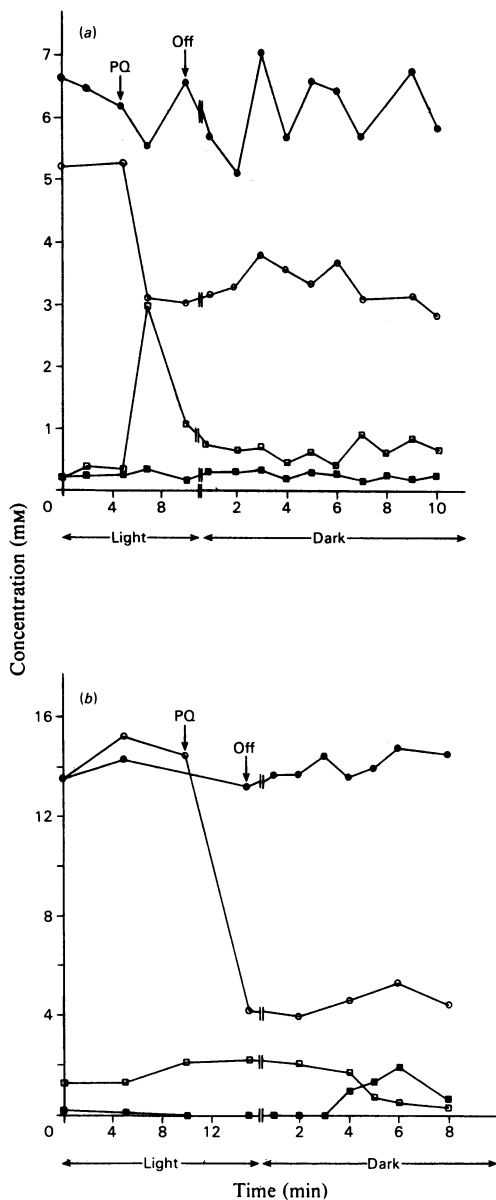 (a)
Off
PQ
7
6
5
4
3
2
1
0 4 8 2 4 6 8 10
Light Dark
Concentration (mM)
(b)
PQ
Off
16
12
8
4
0 4 8 12 2 4 6 8
Light Dark
Time (min)